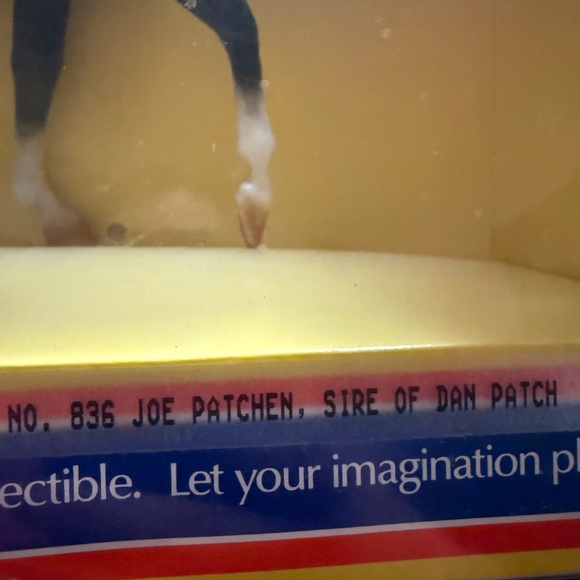 NO. 836 JOE PATCHEN, SIRE OF DAN PATCH
ectible. Let your imagination pl